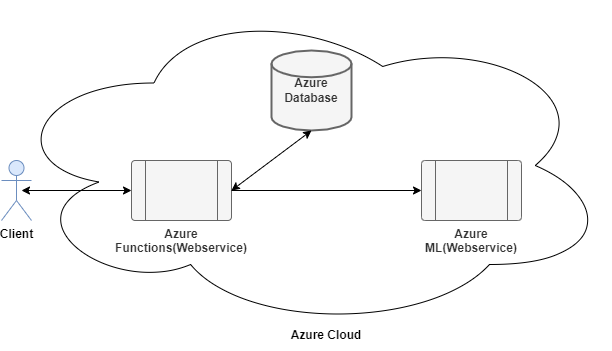 Azure
Database
Client
Azure
Functions(Webservice)
Azure
ML(Webservice)
Azure Cloud